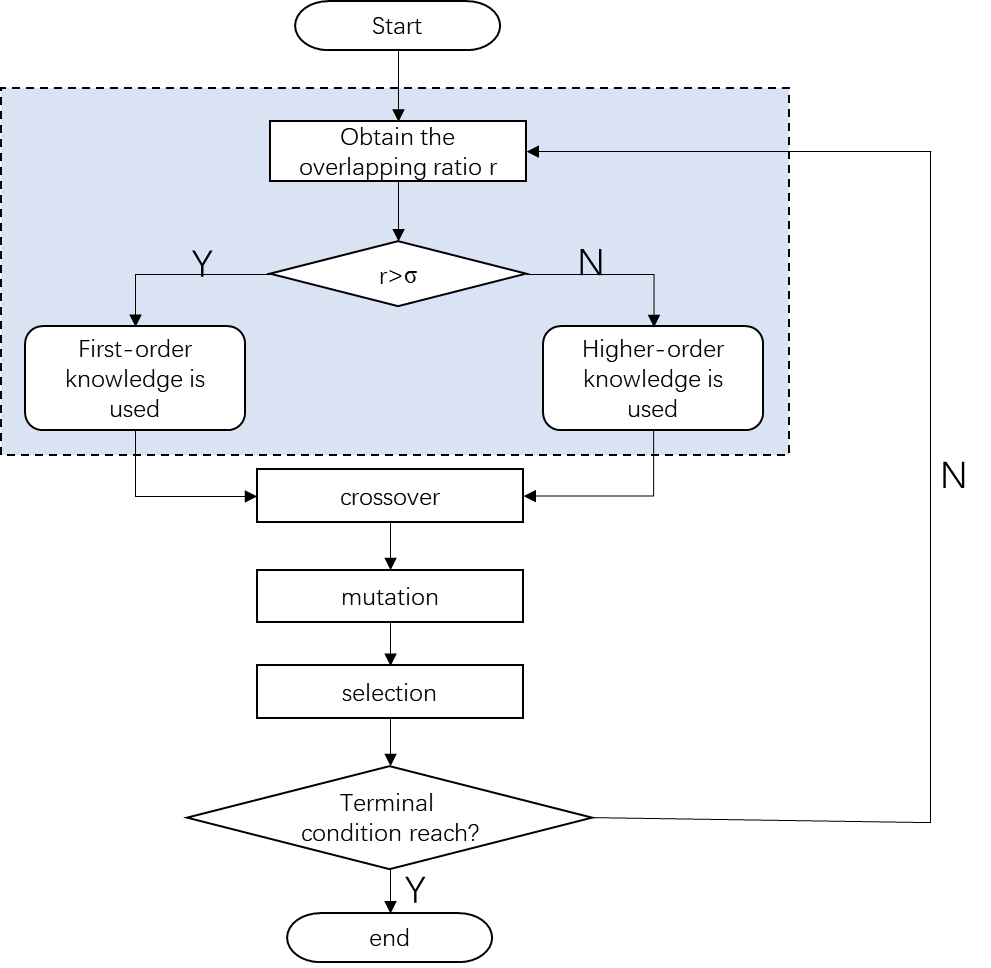 Start
Obtain the
overlapping ratio r
Y
N
r>σ
First-order
knowledge is
used
Higher-order
knowledge is
used
crossover
N
mutation
selection
Terminal
condition reach?
Y
end